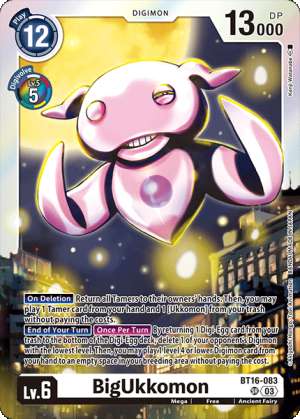 Play
12
DIGIMON
13000
DP
Digivolve
Lv.5
5
Kenji Watanabe
On Deletion Return all Tamers to their owners' hands. Then, you may
play 1 Tamer card from your hand and 1 [Ukkomon] from your trash
without paying the costs.
End of Your Turn Once Per Turn By returning 1 Digi-Egg card from
your trash to the bottom of the Digi-Egg deck, delete 1 of your opponent's Digimon
with the lowest level. Then, you may play 1 level 4 or lower Digimon card from
your hand to an empty space in your breeding area without paying the cost.
Lv.6
BigUkkomon
BT16-083
SR 03
Mega
Free
Ancient Fairy